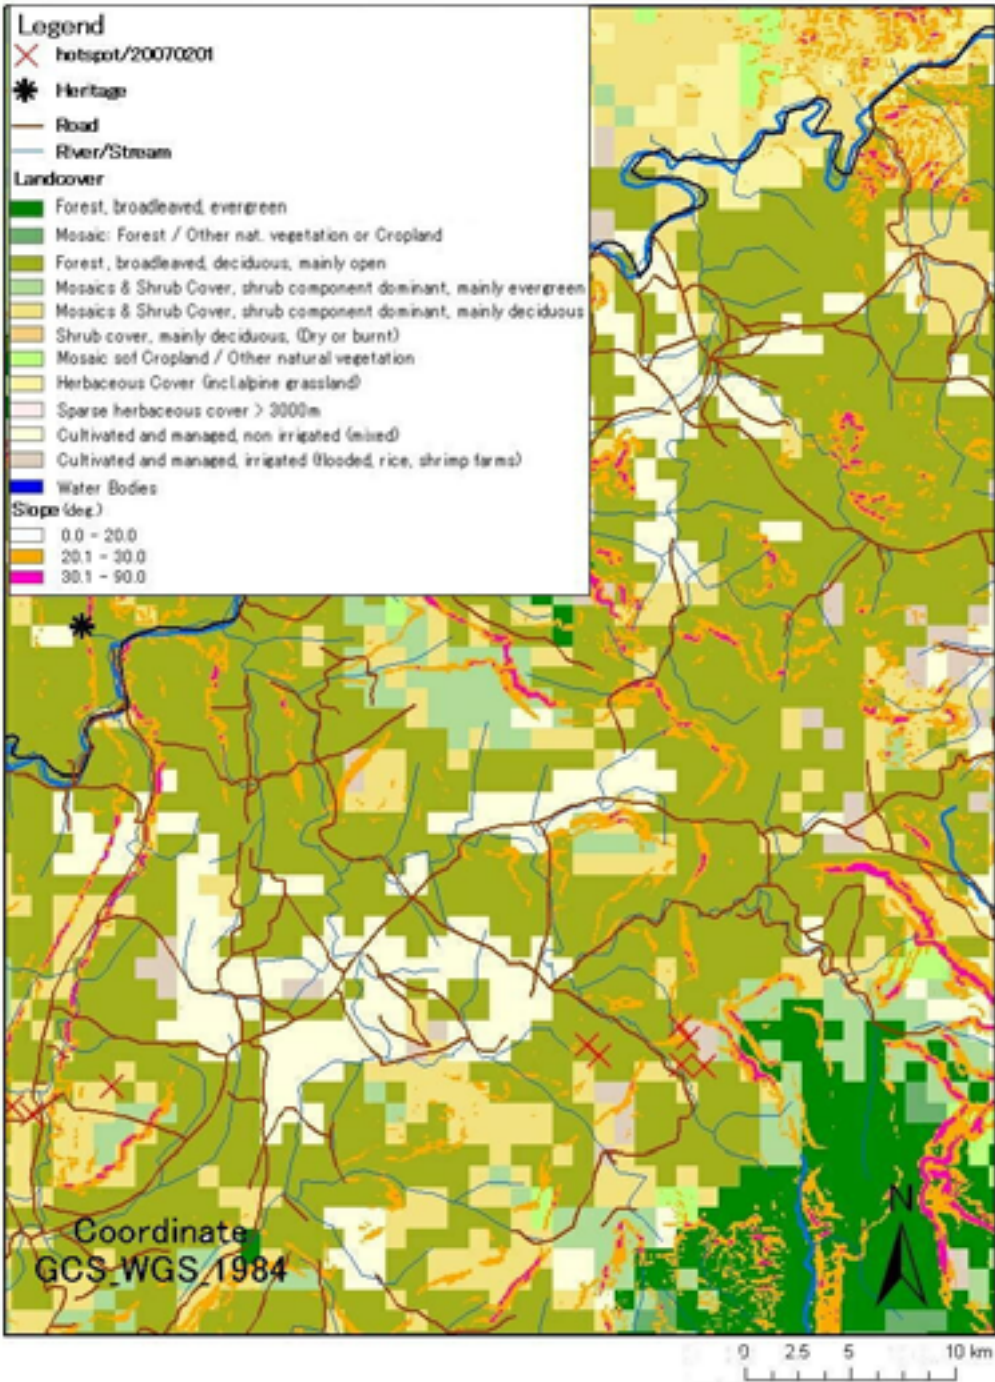 Legend
hotspot/20070201
Heritage
Road
River/Stream
Landcover
Forest, broadleaved, evergreen
Mosaic: Forest / Other nat. vegetation or Cropland
Forest, broadleaved, deciduous, mainly open
Mosaics & Shrub Cover, shrub component dominant, mainly evergreen
Mosaics & Shrub Cover, shrub component dominant, mainly deciduous
Shrub cover, mainly deciduous, (Dry or burnt)
Mosaic sof Cropland / Other natural vegetation
Herbaceous Cover (incl.alpine grassland)
Sparse herbaceous cover > 3000m
Cultivated and managed, non irrigated (mixed)
Cultivated and managed, irrigated (flooded, rice, shrimp farms)
Water Bodies
Slope (deg.)
0.0 - 20.0
20.1 - 30.0
30.1 - 90.0
N
Coordinate
GCS_WGS_1984
0 2.5 5 10 km